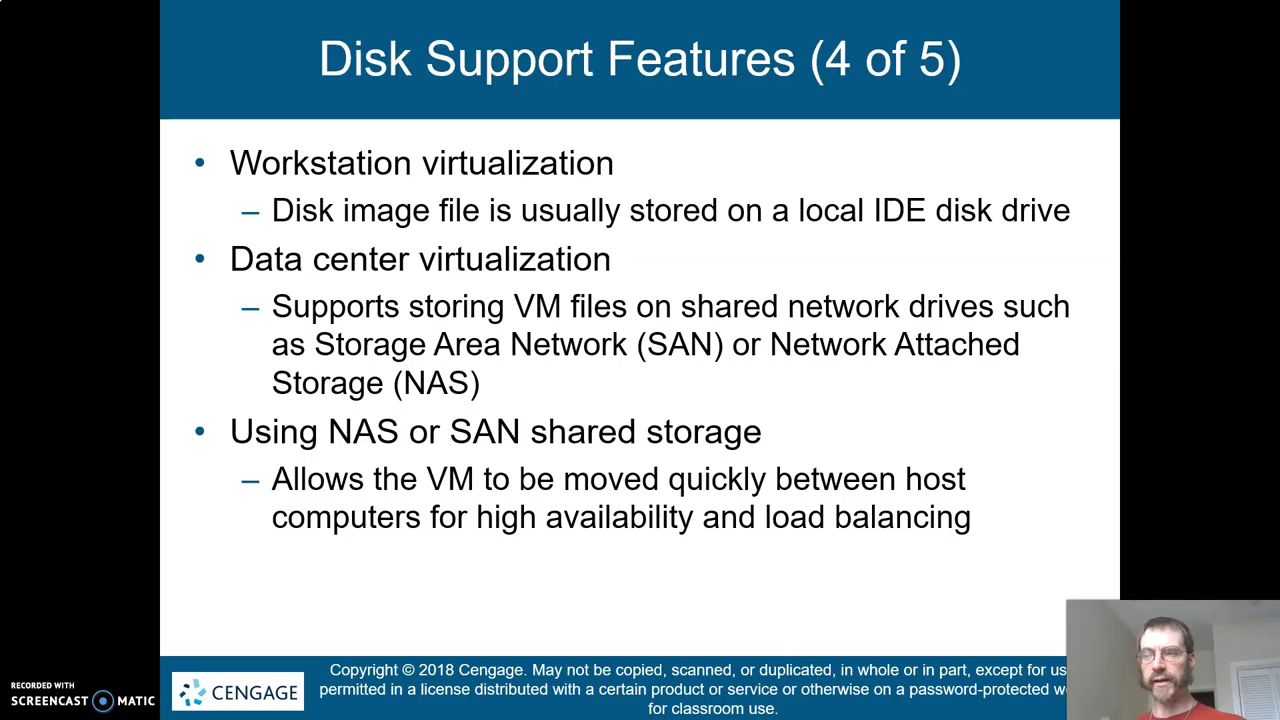 Disk Support Features (4 of 5)
• Workstation virtualization
– Disk image file is usually stored on a local IDE disk drive
• Data center virtualization
– Supports storing VM files on shared network drives such
as Storage Area Network (SAN) or Network Attached
Storage (NAS)
• Using NAS or SAN shared storage
– Allows the VM to be moved quickly between host
computers for high availability and load balancing
RECORDED WITH
SCREENCAST MATIC
CENGAGE
Copyright © 2018 Cengage. May not be copied, scanned, or duplicated, in whole or in part, except for
permitted in a license distributed with a certain product or service or otherwise on a password-protected
for classroom use.